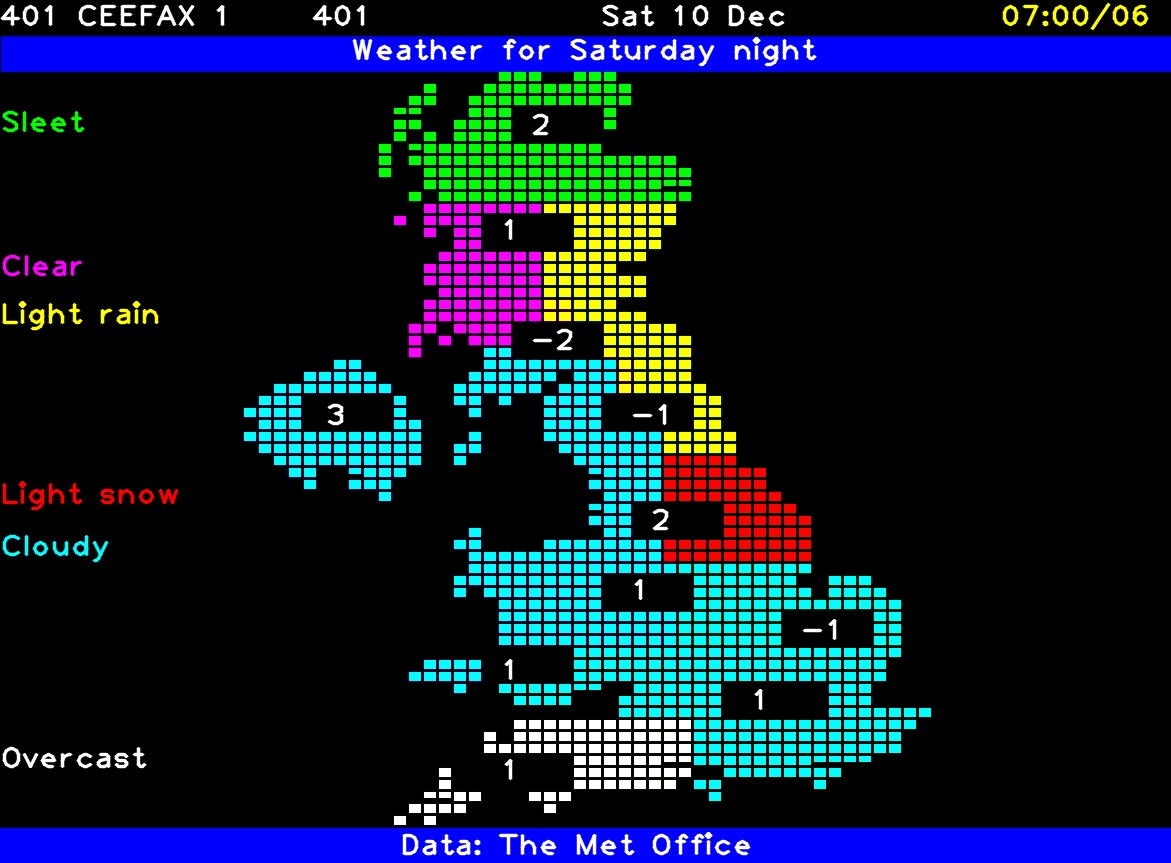 401 CEEFAX 1 401 Sat 10 Dec 07:00/06
Weather for Saturday night
Sleet
2
1
Clear
Light rain
-2
3
-1
Light snow
2
Cloudy
1
-1
1
1
Overcast
1
Data: The Met Office